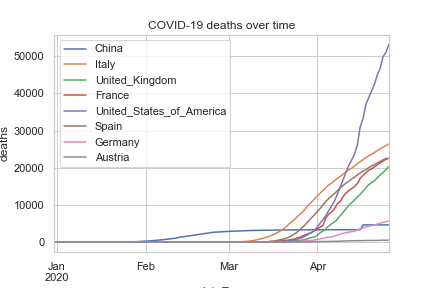 COVID-19 deaths over time
deaths
50000
40000
30000
20000
10000
0
China
Italy
United_Kingdom
France
United_States_of_America
Spain
Germany
Austria
Jan
2020
Feb
Mar
Apr